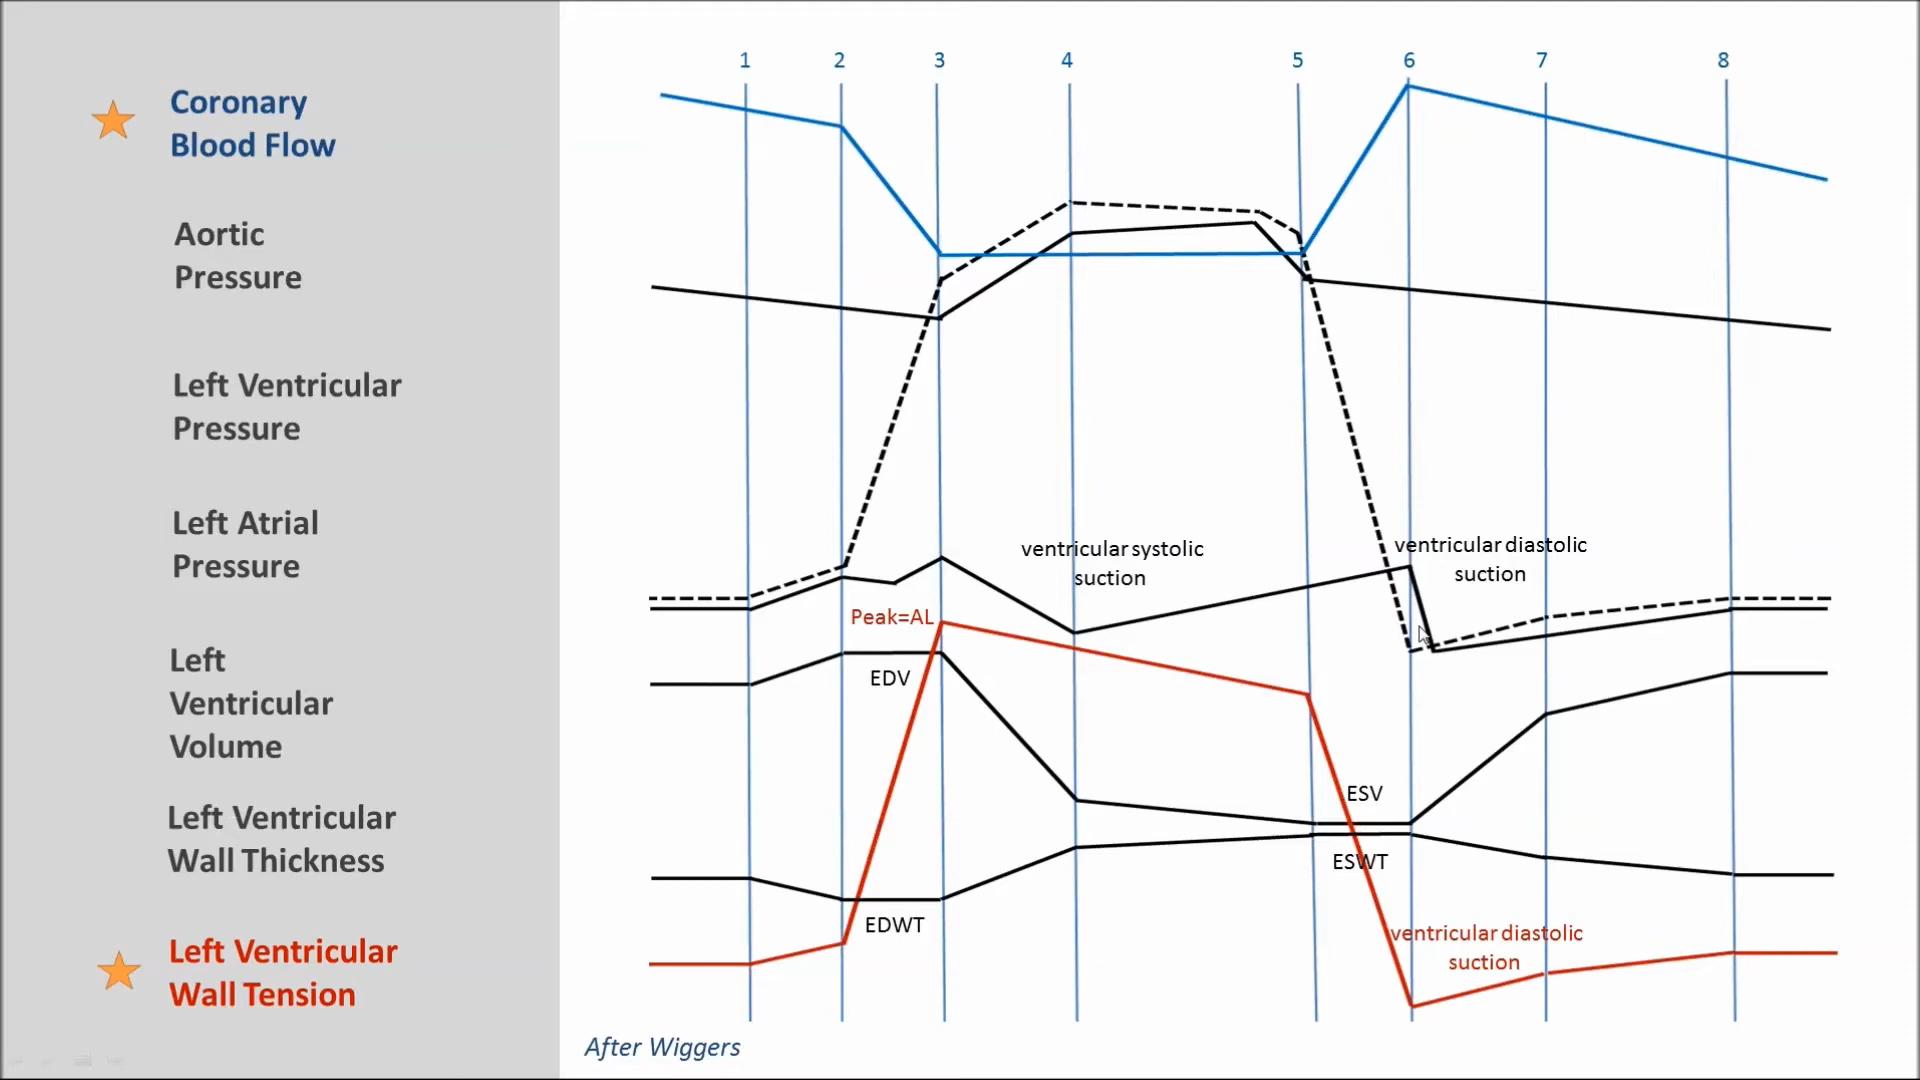 1 2 3 4 5 6 7 8
Coronary
Blood Flow
Aortic
Pressure
Left Ventricular
Pressure
Left Atrial
Pressure
ventricular systolic
suction
ventricular diastolic
suction
Peak=AL
Left
Ventricular
Volume
EDV
ESV
Left Ventricular
Wall Thickness
ESWT
EDWT
Left Ventricular
Wall Tension
ventricular diastolic
suction
After Wiggers